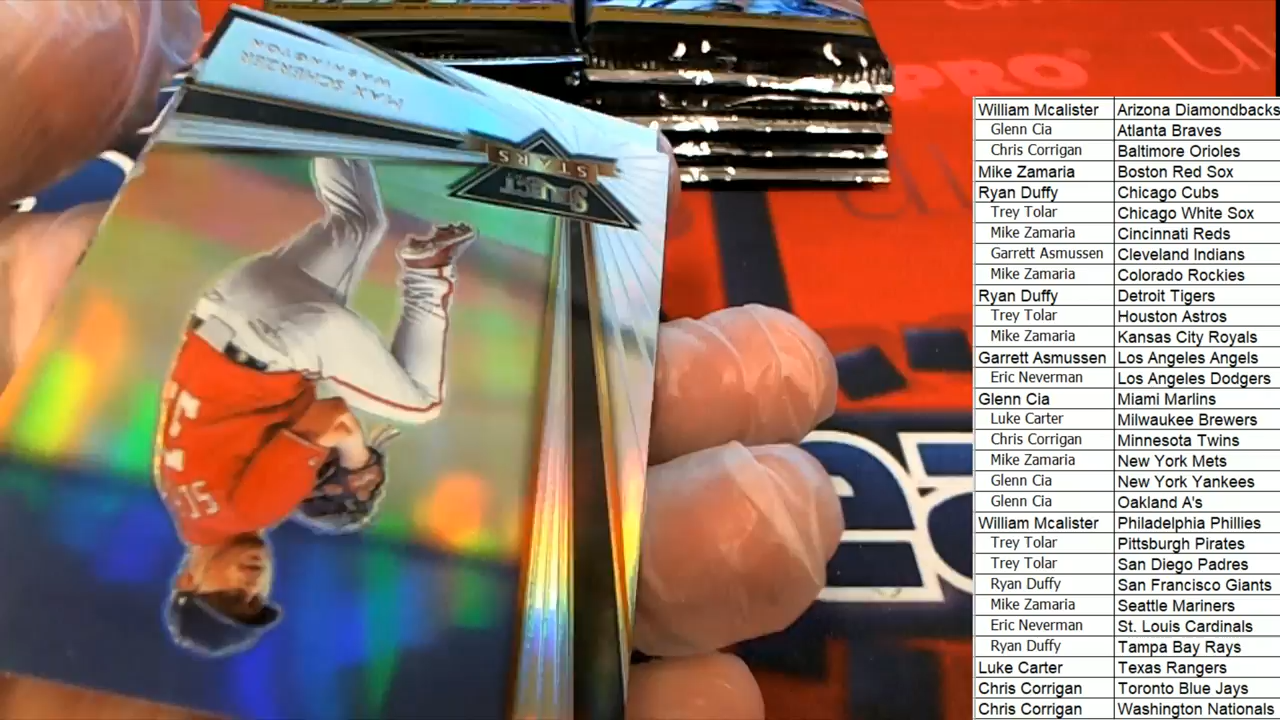 MAX SCHERZER
WASHINGTON
STARS
SELECT
15
PRO
William Mcalister Arizona Diamondbacks
Glenn Cia Atlanta Braves
Chris Corrigan Baltimore Orioles
Mike Zamaria Boston Red Sox
Ryan Duffy Chicago Cubs
Trey Tolar Chicago White Sox
Mike Zamaria Cincinnati Reds
Garrett Asmussen Cleveland Indians
Mike Zamaria Colorado Rockies
Ryan Duffy Detroit Tigers
Trey Tolar Houston Astros
Mike Zamaria Kansas City Royals
Garrett Asmussen Los Angeles Angels
Eric Neverman Los Angeles Dodgers
Glenn Cia Miami Marlins
Luke Carter Milwaukee Brewers
Chris Corrigan Minnesota Twins
Mike Zamaria New York Mets
Glenn Cia New York Yankees
Glenn Cia Oakland A's
William Mcalister Philadelphia Phillies
Trey Tolar Pittsburgh Pirates
Trey Tolar San Diego Padres
Ryan Duffy San Francisco Giants
Mike Zamaria Seattle Mariners
Eric Neverman St. Louis Cardinals
Ryan Duffy Tampa Bay Rays
Luke Carter Texas Rangers
Chris Corrigan Toronto Blue Jays
Chris Corrigan Washington Nationals